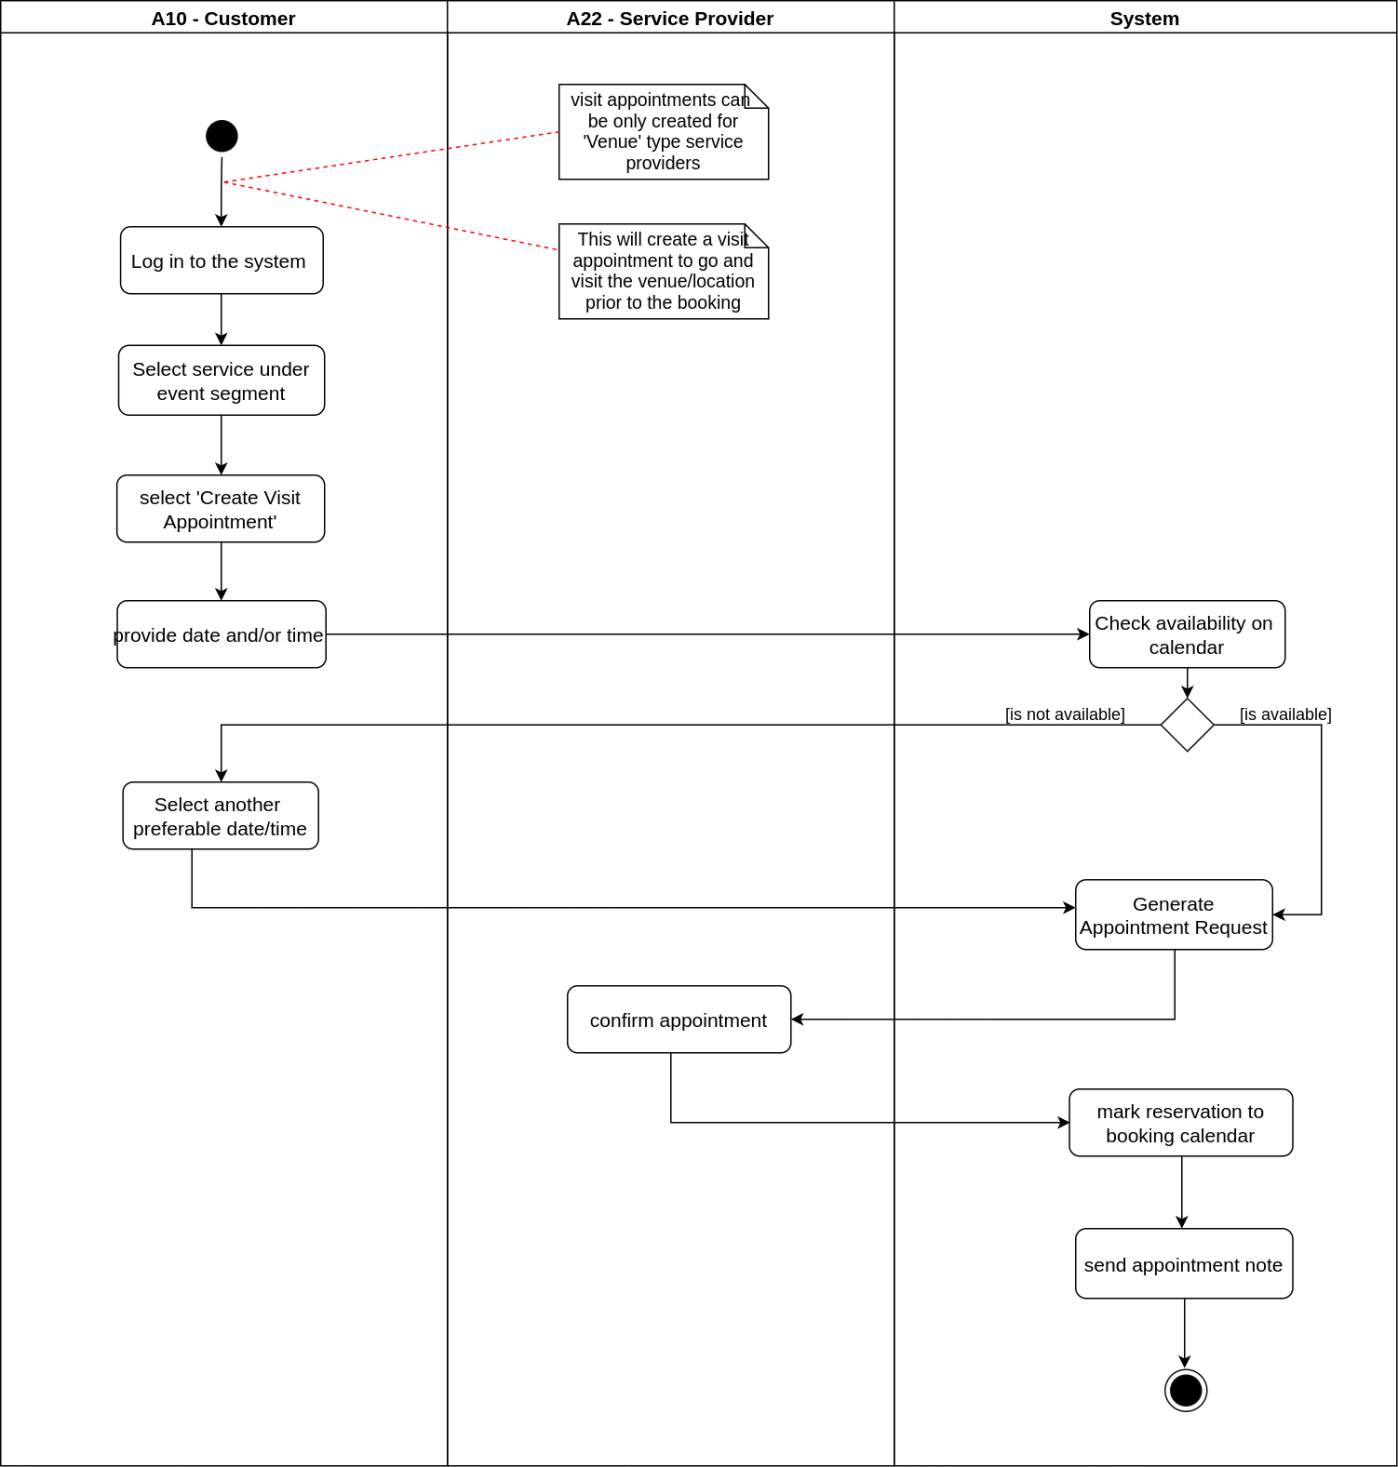 A10 - Customer
A22 - Service Provider
System
visit appointments can
be only created for
'Venue' type service
providers
This will create a visit
appointment to go and
visit the venue/location
prior to the booking
Log in to the system
Select service under
event segment
select 'Create Visit
Appointment'
provide date and/or time
Check availability on
calendar
[is not available]
[is available]
Select another
preferable date/time
Generate
Appointment Request
confirm appointment
mark reservation to
booking calendar
send appointment note